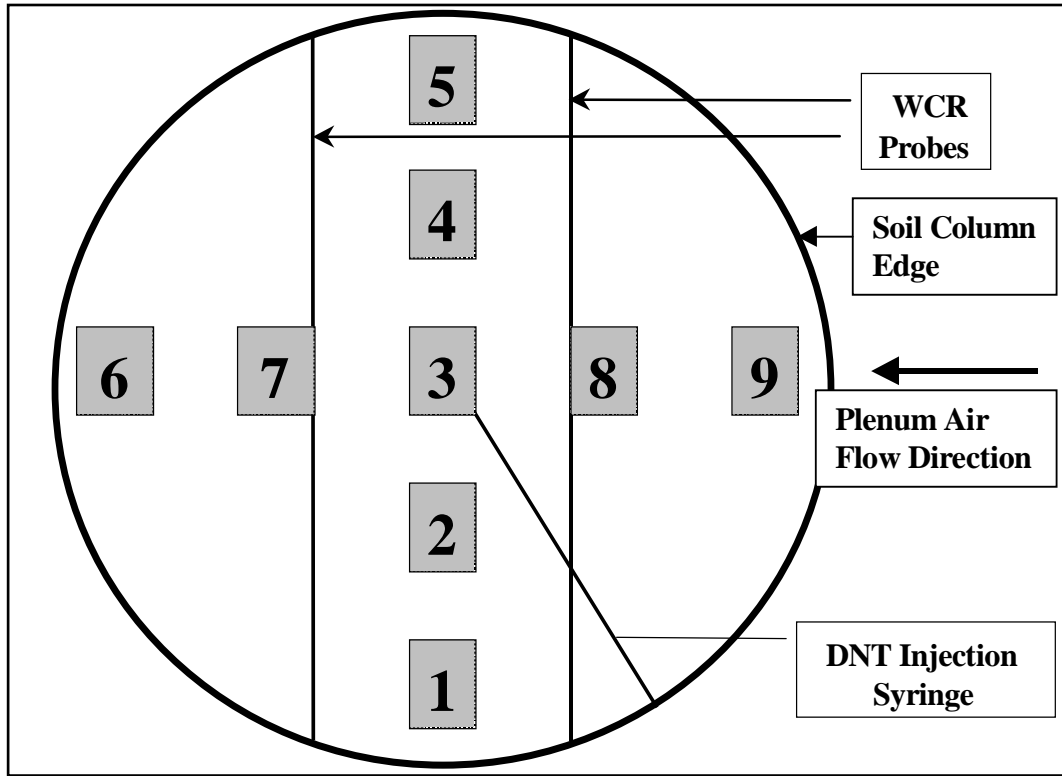 5
WCR
Probes
4
Soil Column
Edge
6 7 3 8 9
Plenum Air
Flow Direction
2
DNT Injection
Syringe
1